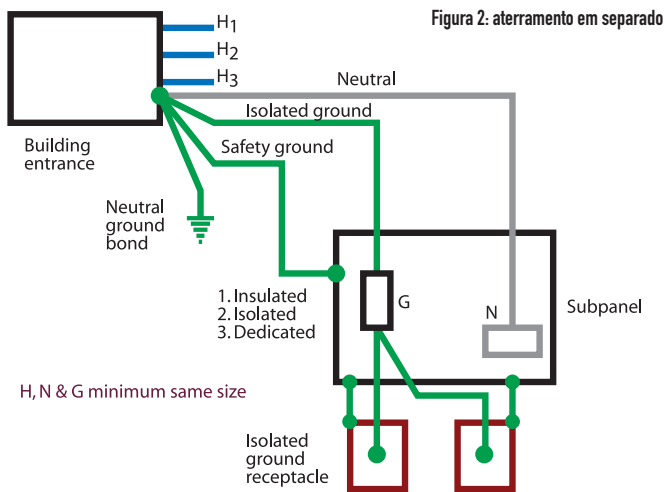 Figura 2: aterramento em separado
H1
H2
H3
Neutral
Isolated ground
Safety ground
Building
entrance
Neutral
ground
bond
1. Insulated
2. Isolated
3. Dedicated
G
N
Subpanel
H, N & G minimum same size
Isolated
ground
receptacle